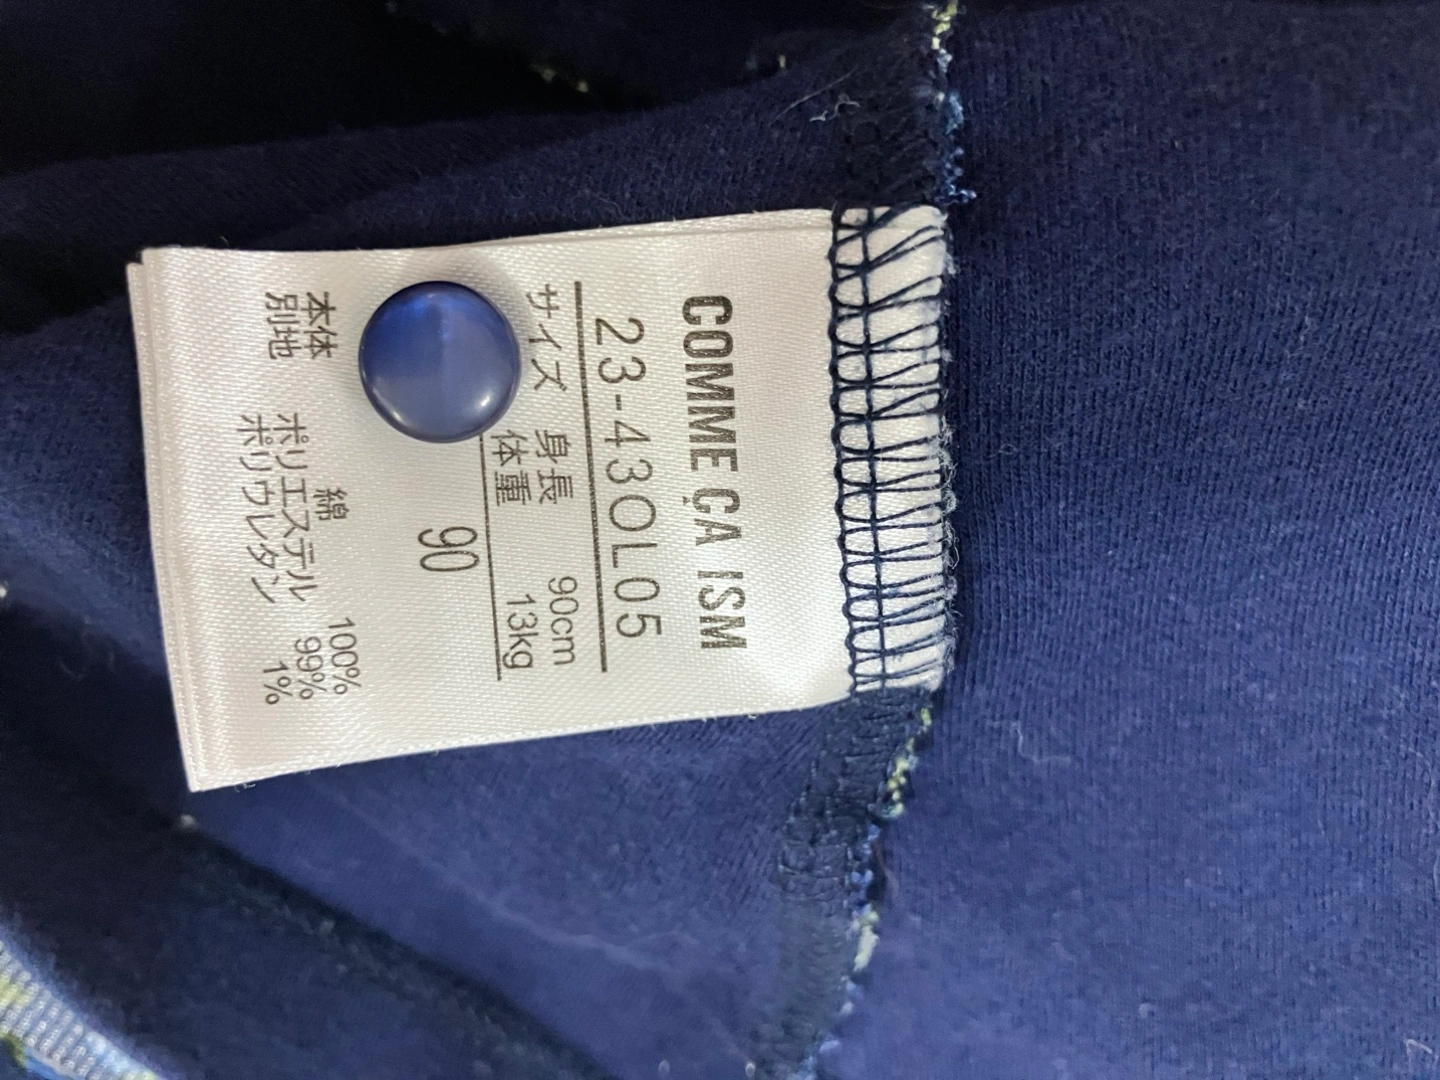 COMME ÇA ISM
23-43OL05
サイズ 身長 90cm
体重 13kg
90
本体 綿 100%
別地 ポリエステル 99%
ポリウレタン 1%